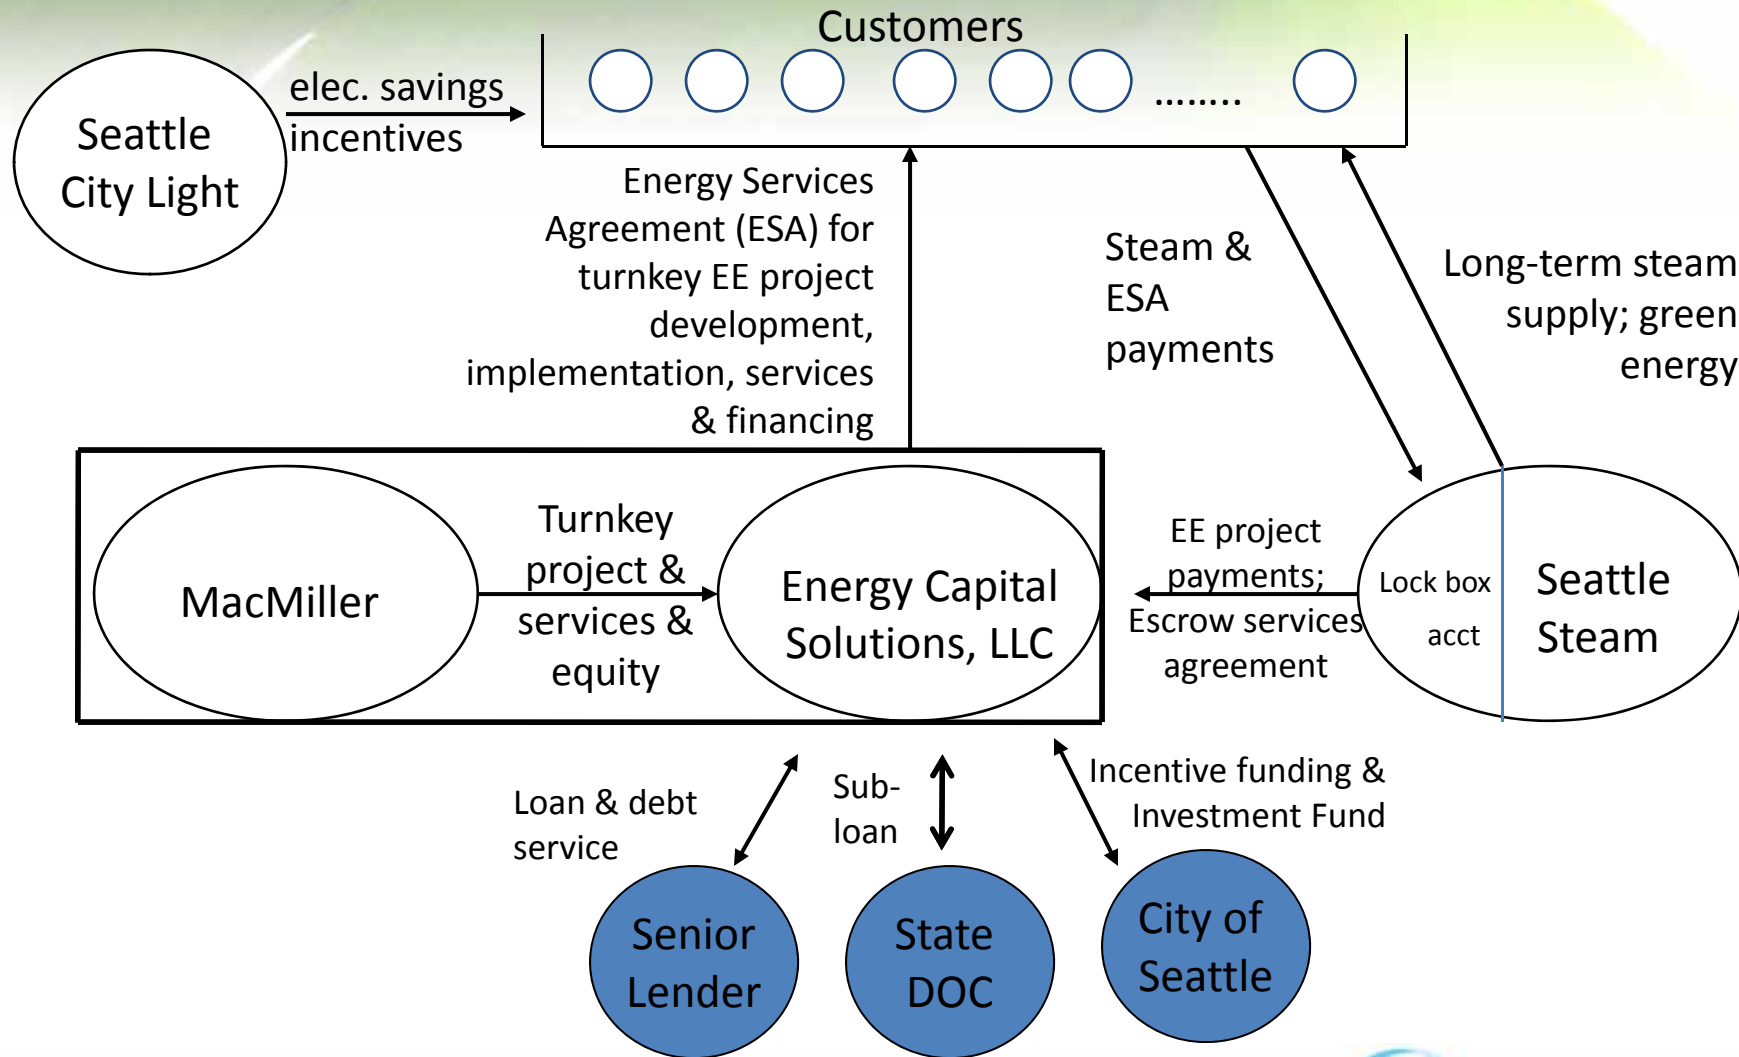 Customers
Seattle
City Light
elec. savings
incentives
........
Energy Services
Agreement (ESA) for
turnkey EE project
development,
implementation, services
& financing
Steam &
ESA
payments
Long-term steam
supply; green
energy
MacMiller
Turnkey
project &
services &
equity
Energy Capital
Solutions, LLC
EE project
payments;
Escrow services
agreement
Lock box
acct
Seattle
Steam
Loan & debt
service
Sub-
loan
Incentive funding &
Investment Fund
Senior
Lender
State
DOC
City of
Seattle